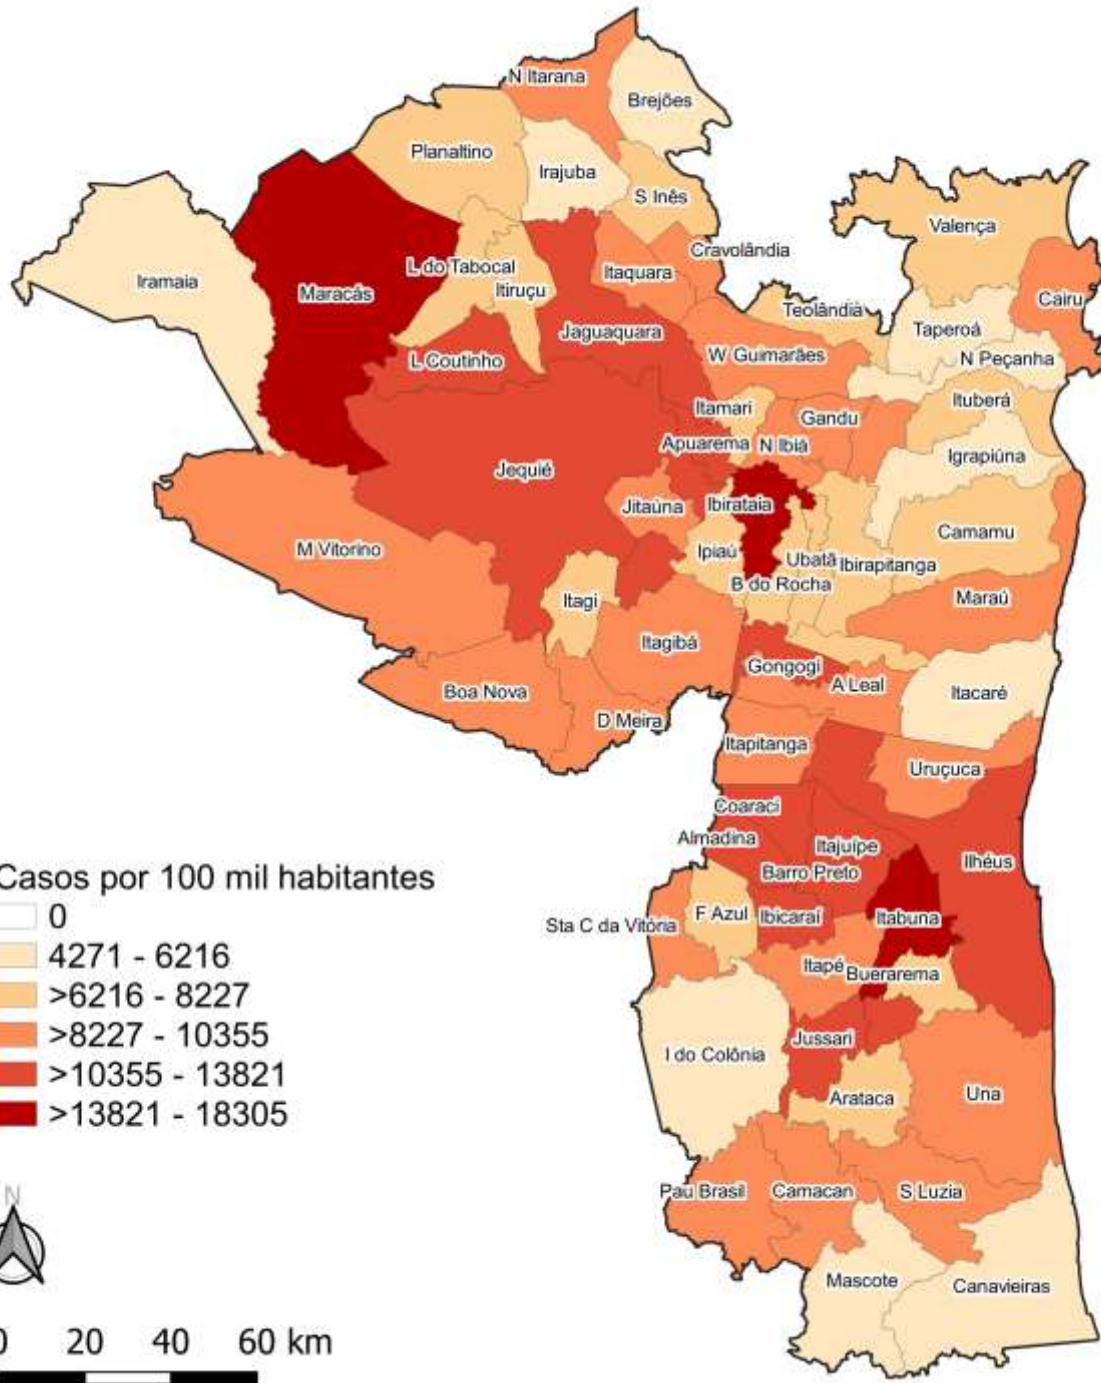 N Itarana
Brejões
Planaltino
Irajuba
S Inês
Valença
Cravolândia
L do Tabocal
Itaquara
Iramaia
Itiruçu
Maracás
Cairu
Teolândia
Taperoá
Jaguaquara
W Guimarães
N Peçanha
L Coutinho
Ituberá
Itamari
Gandu
Apuarema
N Ibiá
Igrapiúna
Jequié
Jitaúna
Ibirataia
Camamu
M Vitorino
Ipiaú
Ubatã
Ibirapitanga
B do Rocha
Maraú
Itagi
Itagibá
Gongogi
A Leal
Boa Nova
Itacaré
D Meira
Itapitanga
Uruçuca
Coaraci
Almadina
Itajuípe
Ilhéus
Barro Preto
Casos por 100 mil habitantes
0
4271 - 6216
>6216 - 8227
>8227 - 10355
>10355 - 13821
>13821 - 18305
Sta C da Vitória
F Azul
Ibicaraí
Itabuna
Itapé
Buerarema
Jussari
I do Colônia
Arataca
Una
Pau Brasil
Camacan
S Luzia
Mascote
Canavieiras
N
0 20 40 60 km